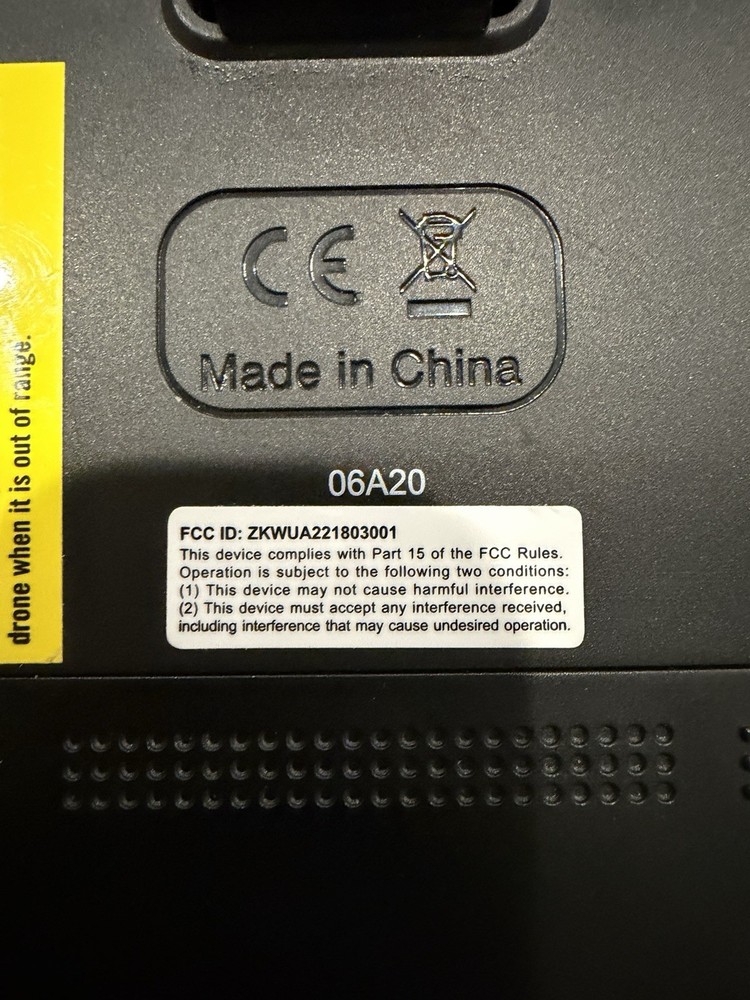 drone when it is out of range.
CE
Made in China
06A20
FCC ID: ZKWUA221803001
This device complies with Part 15 of the FCC Rules.
Operation is subject to the following two conditions:
(1) This device may not cause harmful interference.
(2) This device must accept any interference received,
including interference that may cause undesired operation.